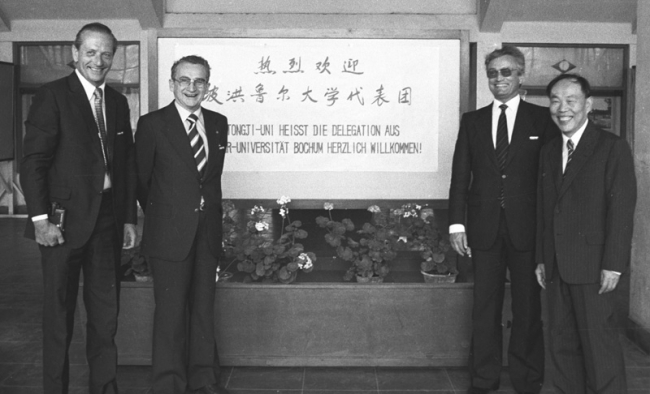 热烈欢迎
波洪鲁尔大学代表团
TONGJI-UNI HEISST DIE DELEGATION AUS
R-UNIVERSITÄT BOCHUM HERZLICH WILLKOMMEN!